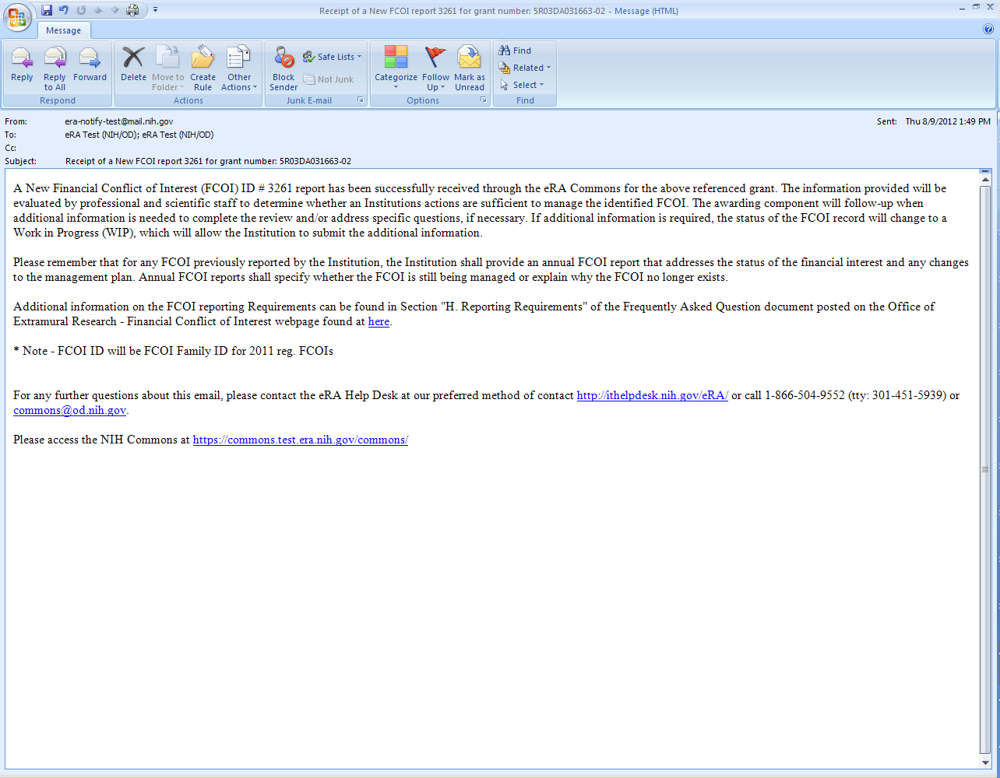 Receipt of a New FCOI report 3261 for grant number: 5R03DA031663-02 - Message (HTML)
Message
Reply
Reply to All
Forward
Respond
Delete
Move to Folder
Create Rule
Other Actions
Actions
Block Sender
Safe Lists
Not Junk
Junk E-mail
Categorize
Follow Up
Mark as Unread
Options
Find
Related
Select
Find
From: era-notify-test@mail.nih.gov
Sent: Thu 8/9/2012 1:49 PM
To: eRA Test (NIH/OD); eRA Test (NIH/OD)
Cc:
Subject: Receipt of a New FCOI report 3261 for grant number: 5R03DA031663-02
A New Financial Conflict of Interest (FCOI) ID # 3261 report has been successfully received through the eRA Commons for the above referenced grant. The information provided will be
evaluated by professional and scientific staff to determine whether an Institutions actions are sufficient to manage the identified FCOI. The awarding component will follow-up when
additional information is needed to complete the review and/or address specific questions, if necessary. If additional information is required, the status of the FCOI record will change to a
Work in Progress (WIP), which will allow the Institution to submit the additional information.
Please remember that for any FCOI previously reported by the Institution, the Institution shall provide an annual FCOI report that addresses the status of the financial interest and any changes
to the management plan. Annual FCOI reports shall specify whether the FCOI is still being managed or explain why the FCOI no longer exists.
Additional information on the FCOI reporting Requirements can be found in Section "H. Reporting Requirements" of the Frequently Asked Question document posted on the Office of
Extramural Research - Financial Conflict of Interest webpage found at here.
* Note - FCOI ID will be FCOI Family ID for 2011 reg. FCOIs
For any further questions about this email, please contact the eRA Help Desk at our preferred method of contact http://ithelpdesk.nih.gov/eRA/ or call 1-866-504-9552 (tty: 301-451-5939) or
commons@od.nih.gov.
Please access the NIH Commons at https://commons.test.era.nih.gov/commons/